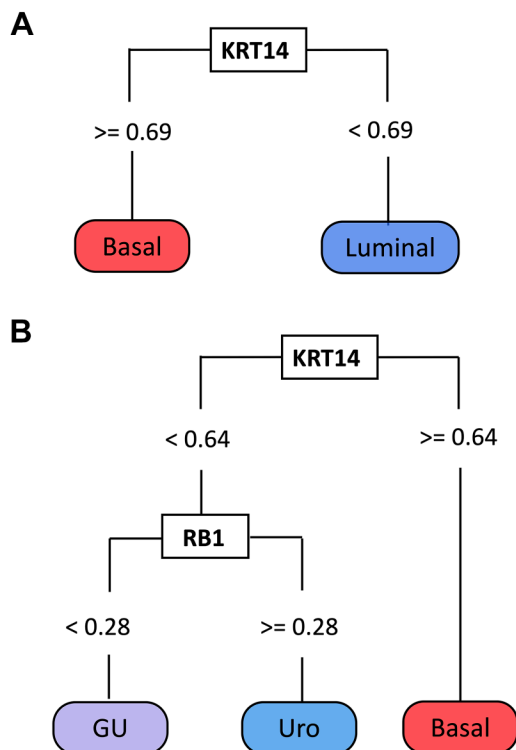 A
KRT14
>= 0.69
< 0.69
Basal
Luminal
B
KRT14
< 0.64
>= 0.64
RB1
< 0.28
>= 0.28
GU
Uro
Basal